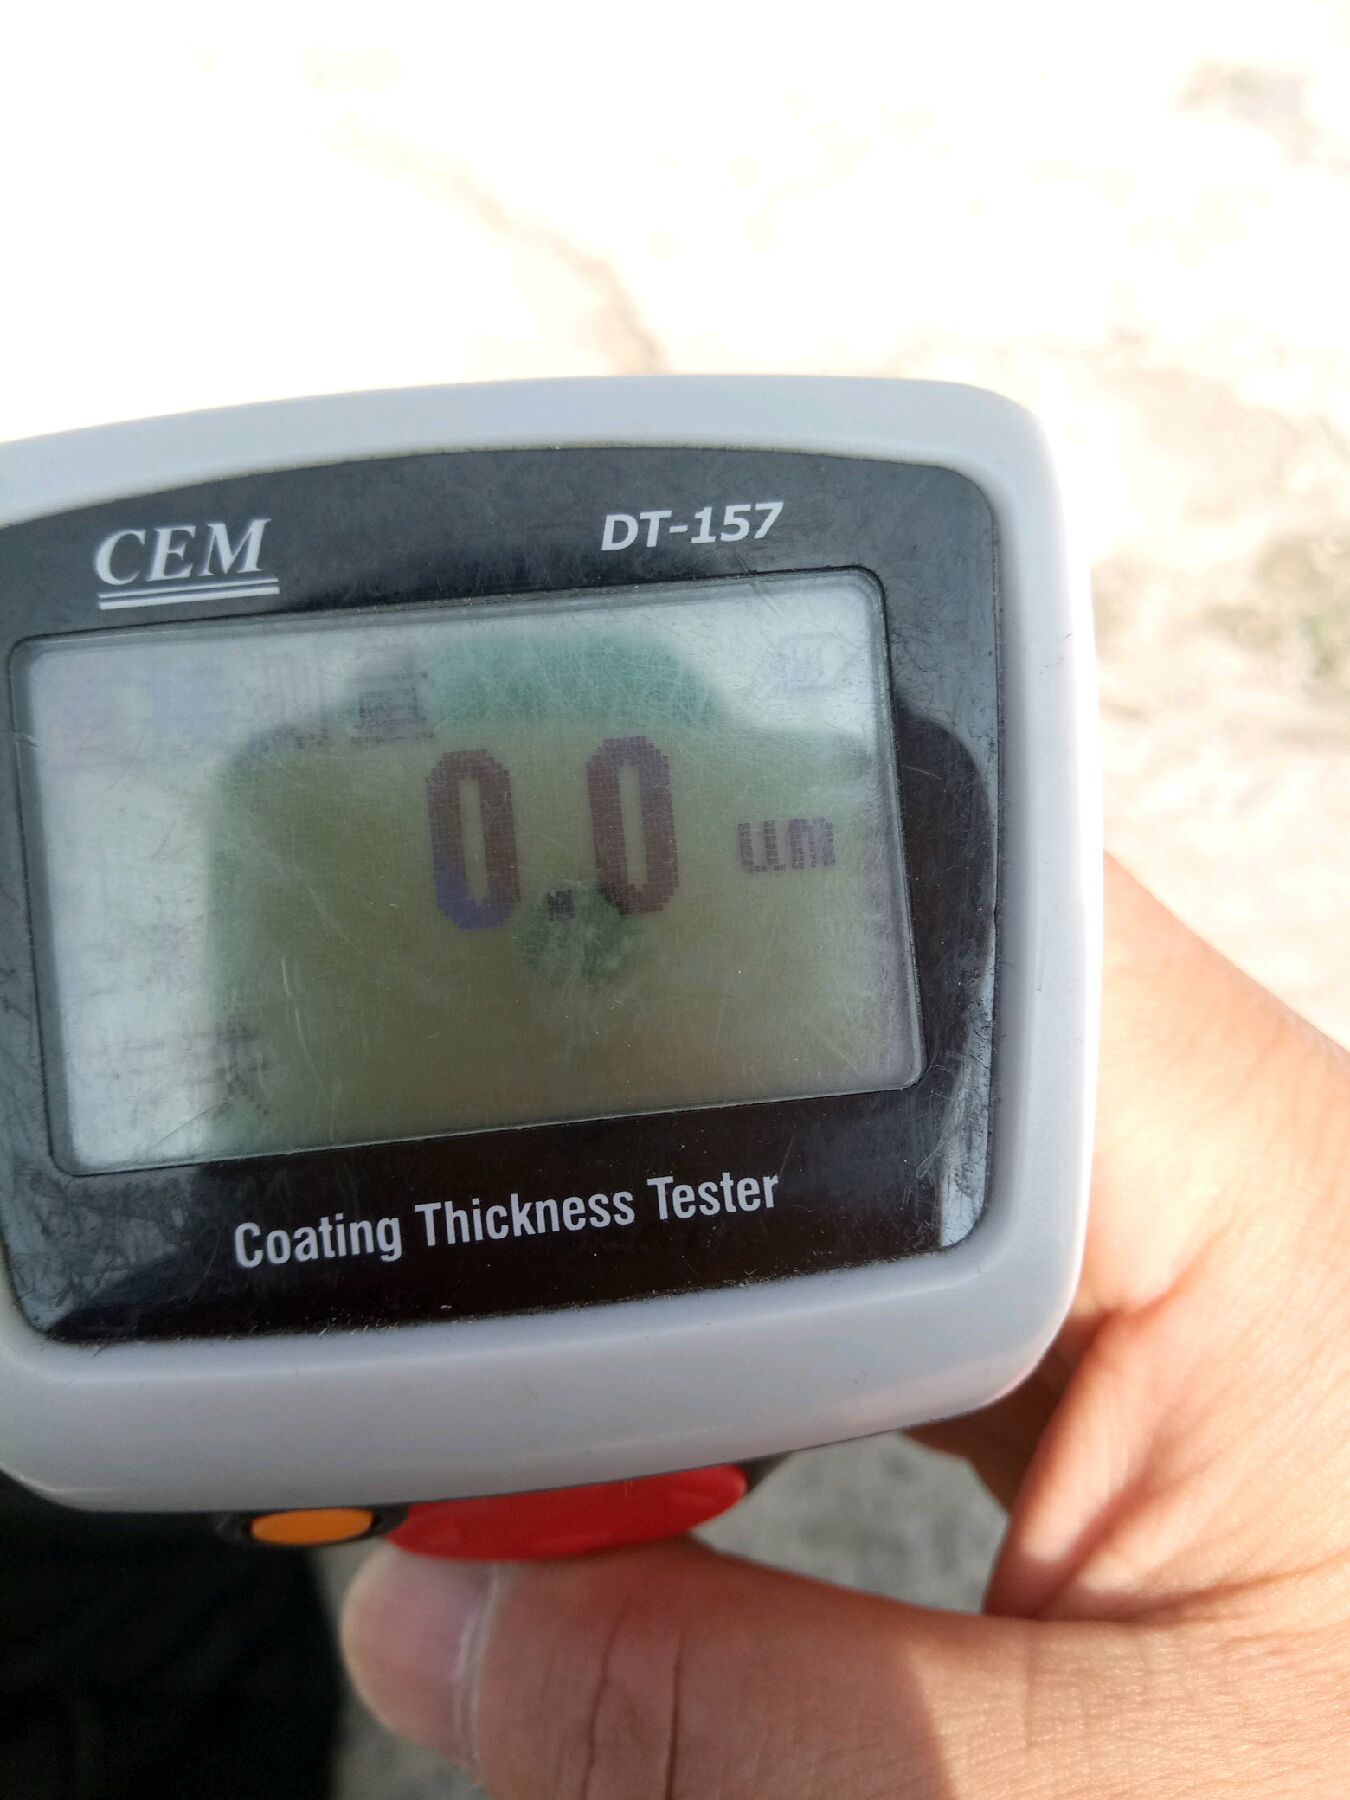 CEM
DT-157
0.0 um
Coating Thickness Tester